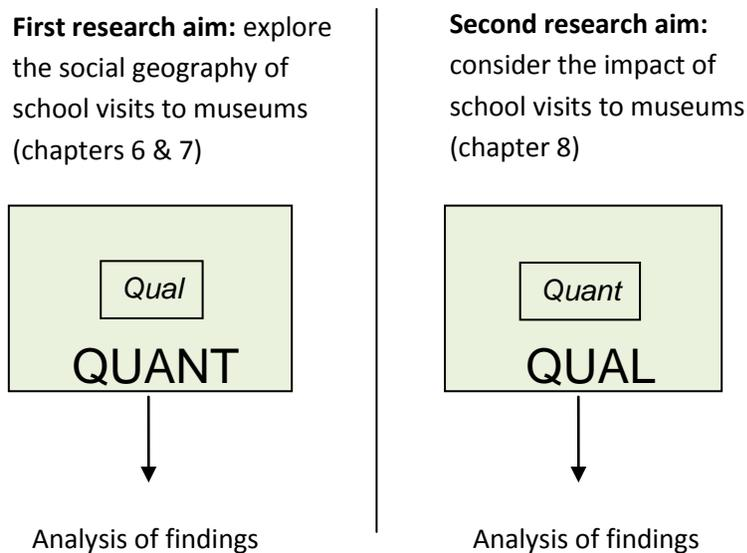 First research aim: explore
the social geography of
school visits to museums
(chapters 6 & 7)
Qual
QUANT
Analysis of findings
Second research aim:
consider the impact of
school visits to museums
(chapter 8)
Quant
QUAL
Analysis of findings